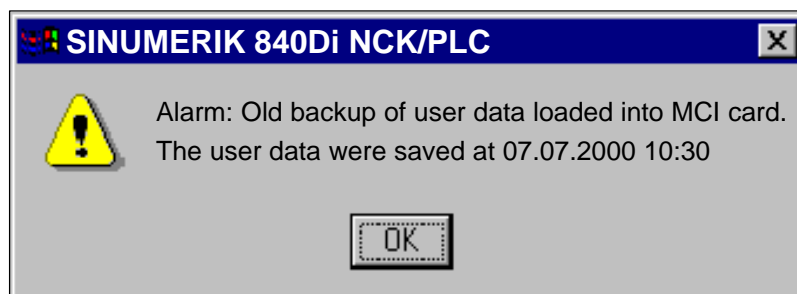 SINUMERIK 840Di NCK/PLC
Alarm: Old backup of user data loaded into MCI card.
The user data were saved at 07.07.2000 10:30
OK